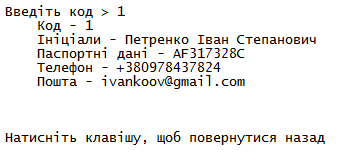 Введіть код > 1
Код - 1
Ініціали - Петренко Іван Степанович
Паспортні дані - AF317328C
Телефон - +380978437824
Пошта - ivankoov@gmail.com
Натисніть клавішу, щоб повернутися назад